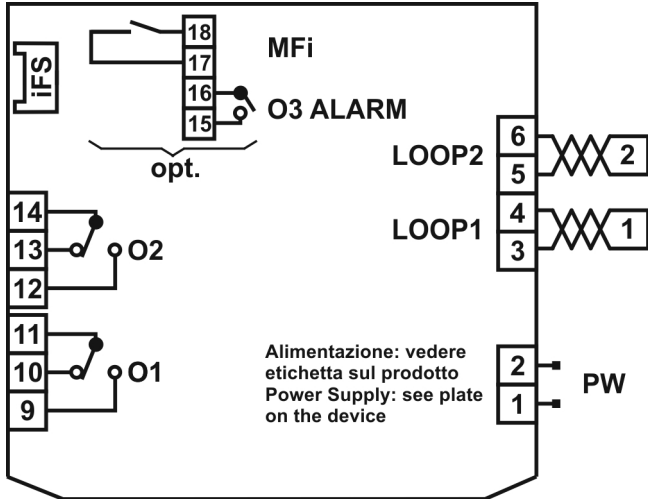 18
MFi
17
iFS
16
O3 ALARM
15
opt.
6
LOOP2
2
5
14
4
13
O2
LOOP1
1
3
12
11
10
O1
9
Alimentazione: vedere
etichetta sul prodotto
Power Supply: see plate
on the device
2
PW
1